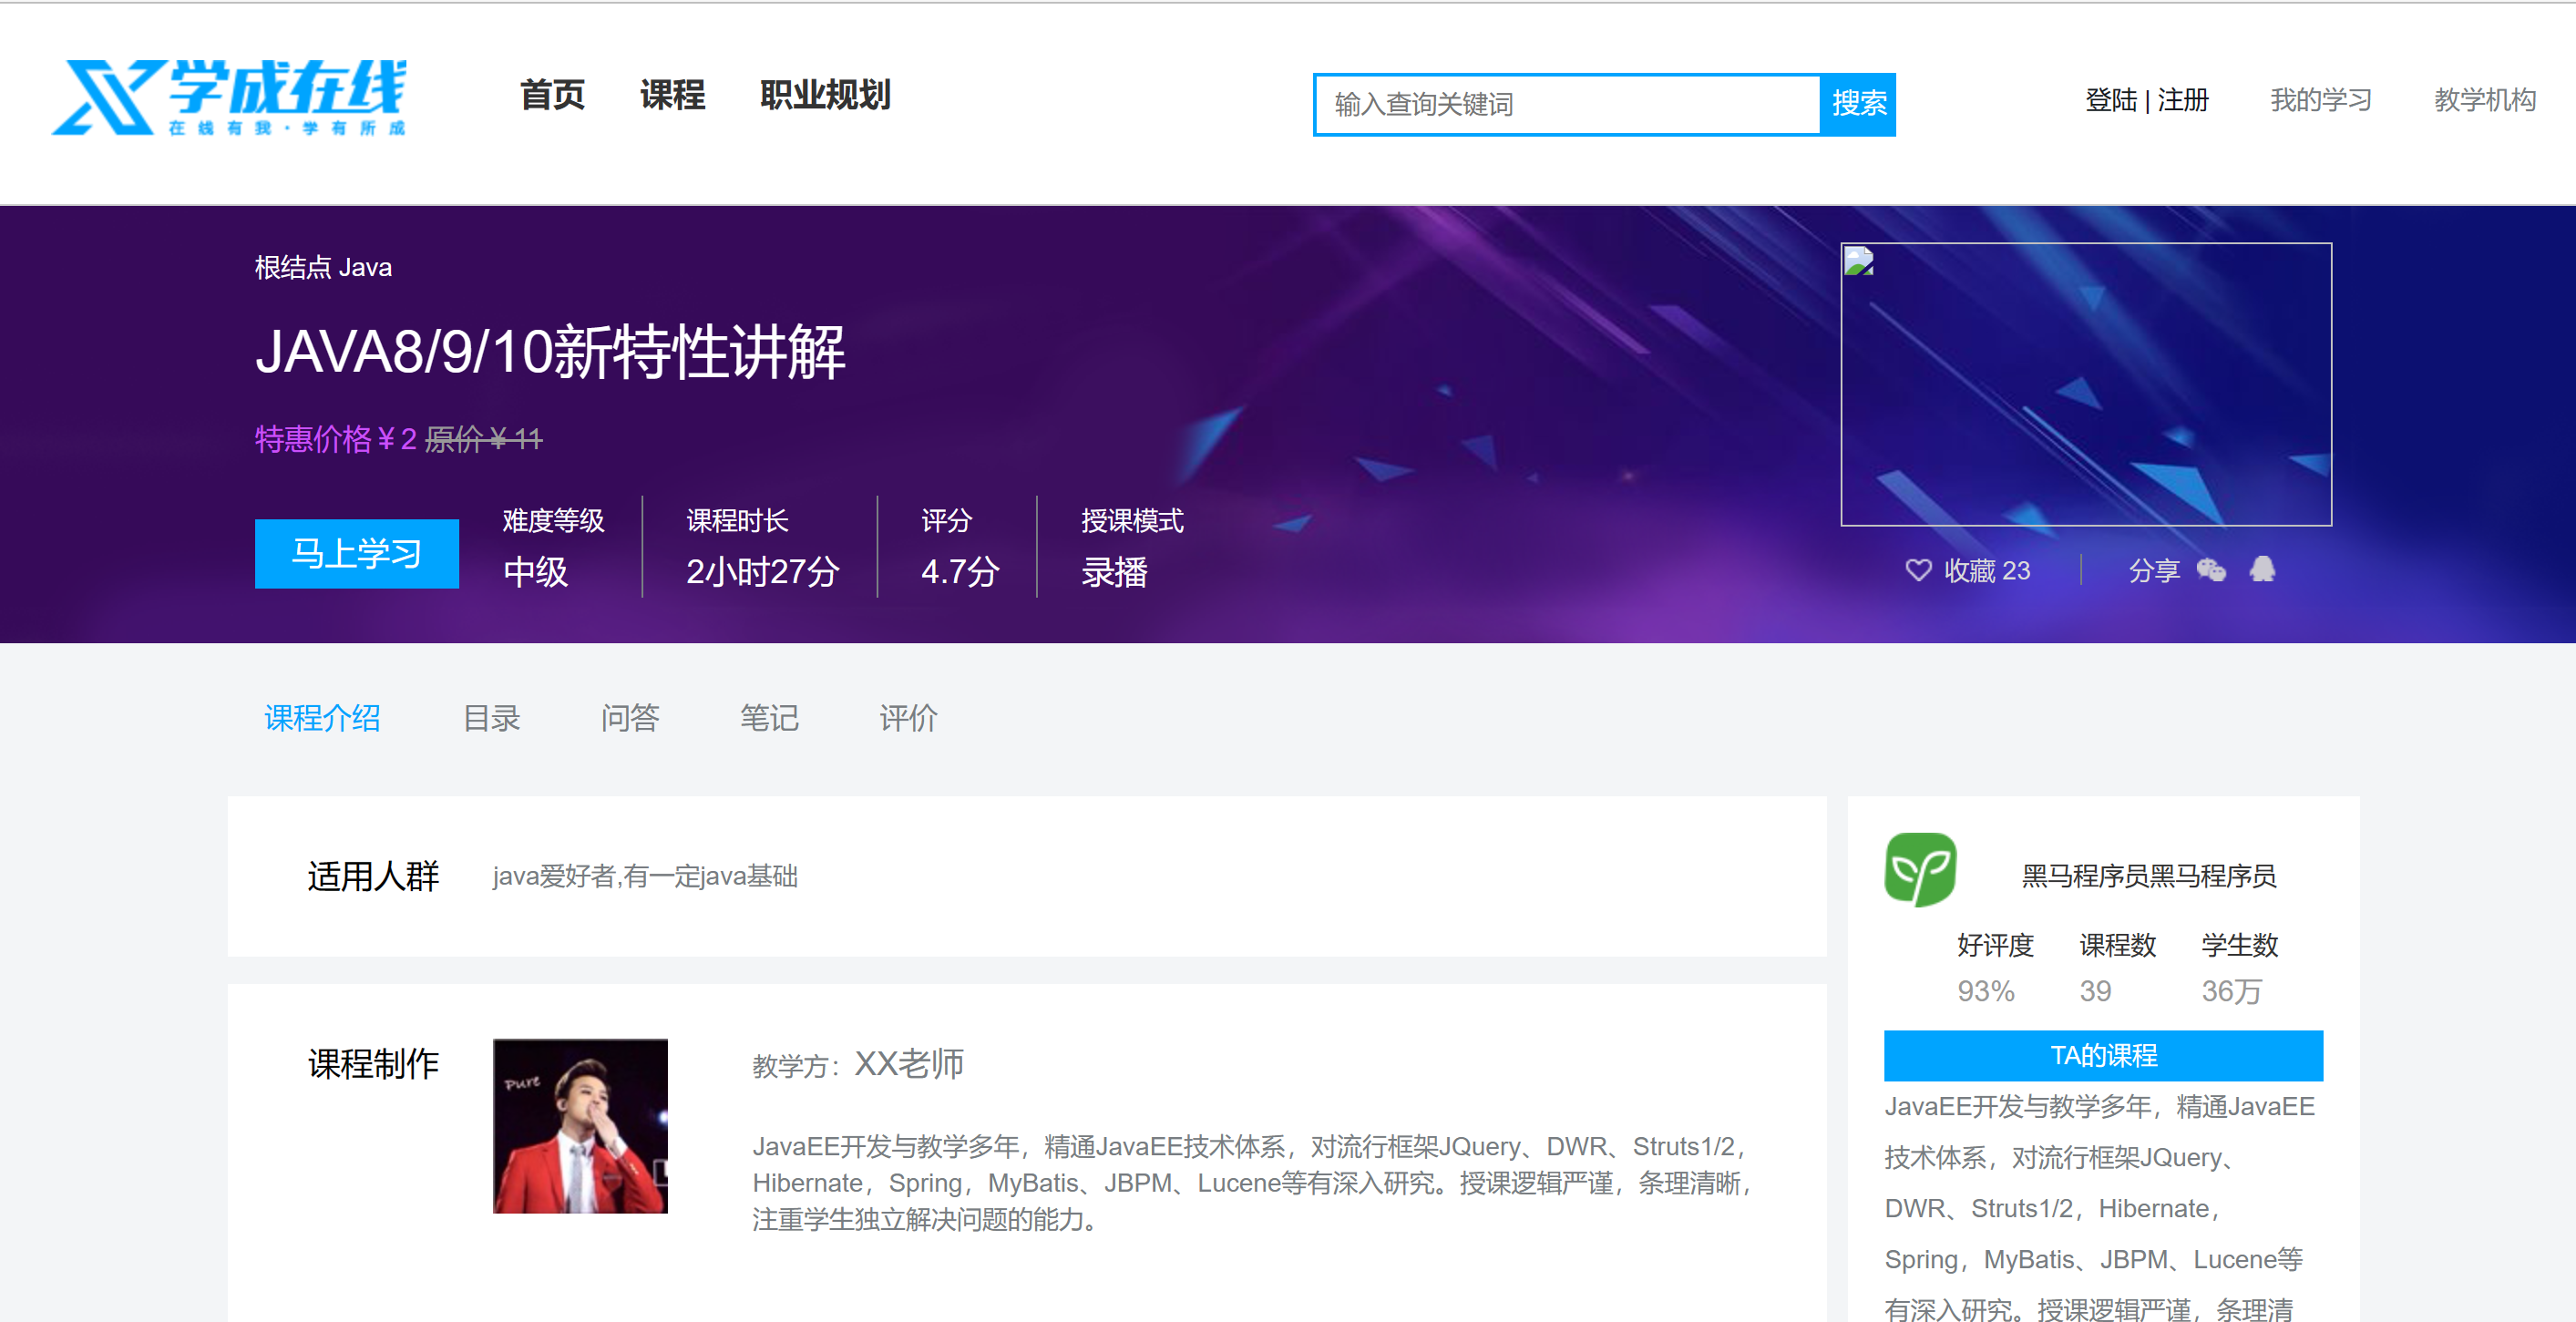 学成在线
在线有我·学有所成
首页 课程 职业规划
输入查询关键词 搜索
登陆 | 注册 我的学习 教学机构
根结点 Java
JAVA8/9/10新特性讲解
特惠价格￥2 原价￥11
马上学习
难度等级 课程时长 评分 授课模式
中级 2小时27分 4.7分 录播
收藏 23 分享
课程介绍 目录 问答 笔记 评价
适用人群 java爱好者,有一定java基础
课程制作
Pure
教学方：XX老师
JavaEE开发与教学多年，精通JavaEE技术体系，对流行框架JQuery、DWR、Struts1/2，
Hibernate，Spring，MyBatis、JBPM、Lucene等有深入研究。授课逻辑严谨，条理清晰，
注重学生独立解决问题的能力。
黑马程序员黑马程序员
好评度 课程数 学生数
93% 39 36万
TA的课程
JavaEE开发与教学多年，精通JavaEE
技术体系，对流行框架JQuery、
DWR、Struts1/2，Hibernate，
Spring，MyBatis、JBPM、Lucene等
有深入研究。授课逻辑严谨，条理清